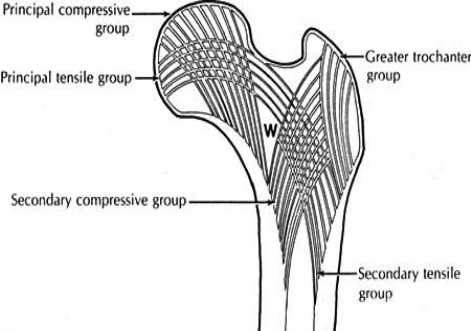 Principal compressive
group
Principal tensile group
Greater trochanter
group
W
Secondary compressive group
Secondary tensile
group